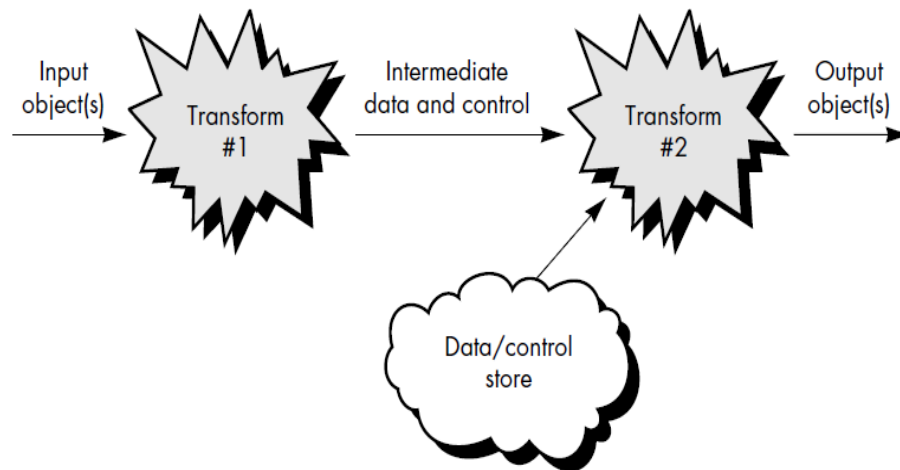 Input
object(s)
Transform
#1
Intermediate
data and control
Transform
#2
Output
object(s)
Data/control
store